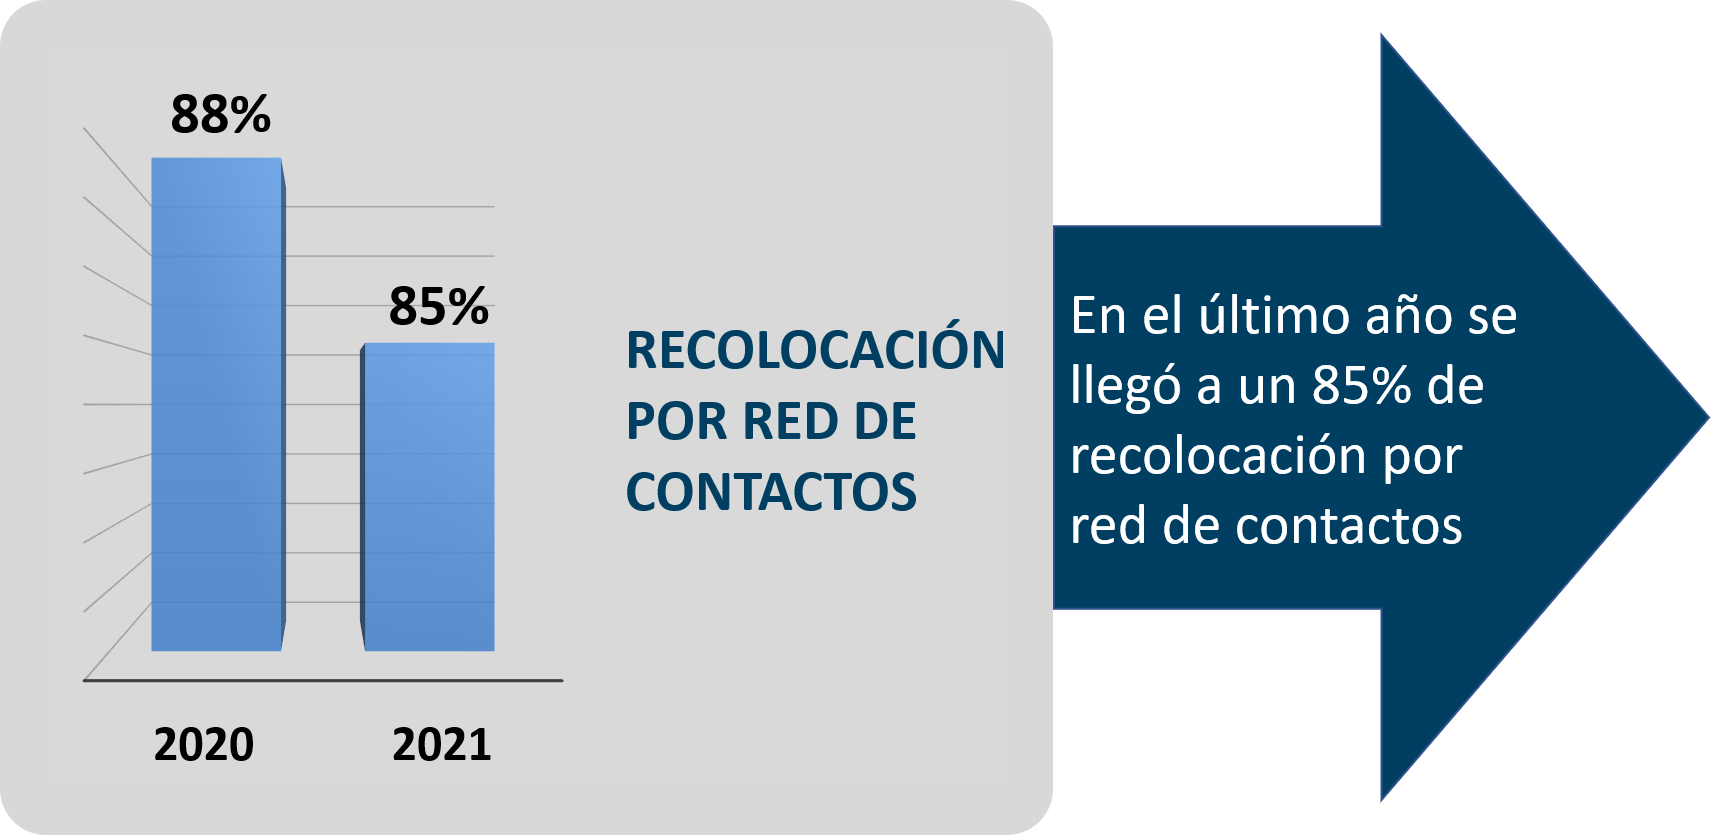 88%
85%
2020
2021
RECOLOCACIÓN
POR RED DE
CONTACTOS
En el último año se
llegó a un 85% de
recolocación por
red de contactos